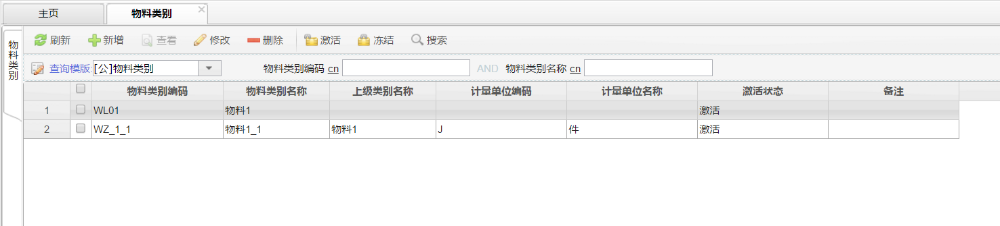 主页 物料类别
物料类别
刷新 新增 查看 修改 删除 激活 冻结 搜索
查询模版: [公]物料类别 物料类别编码 cn AND 物料类别名称 cn
物料类别编码 物料类别名称 上级类别名称 计量单位编码 计量单位名称 激活状态 备注
1 WL01 物料1 激活
2 WZ_1_1 物料1_1 物料1 J 件 激活